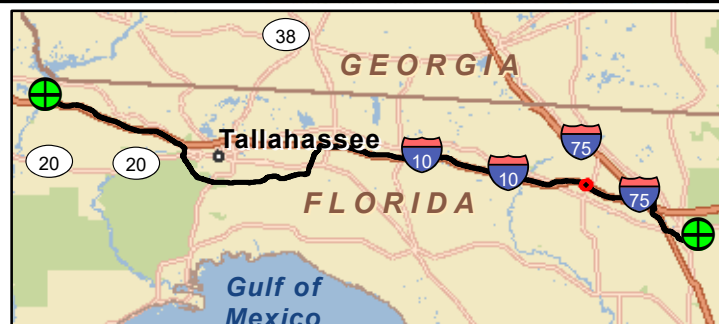 38
GEORGIA
Tallahassee
75
10
20
20
10
75
FLORIDA
Gulf of
Mexico